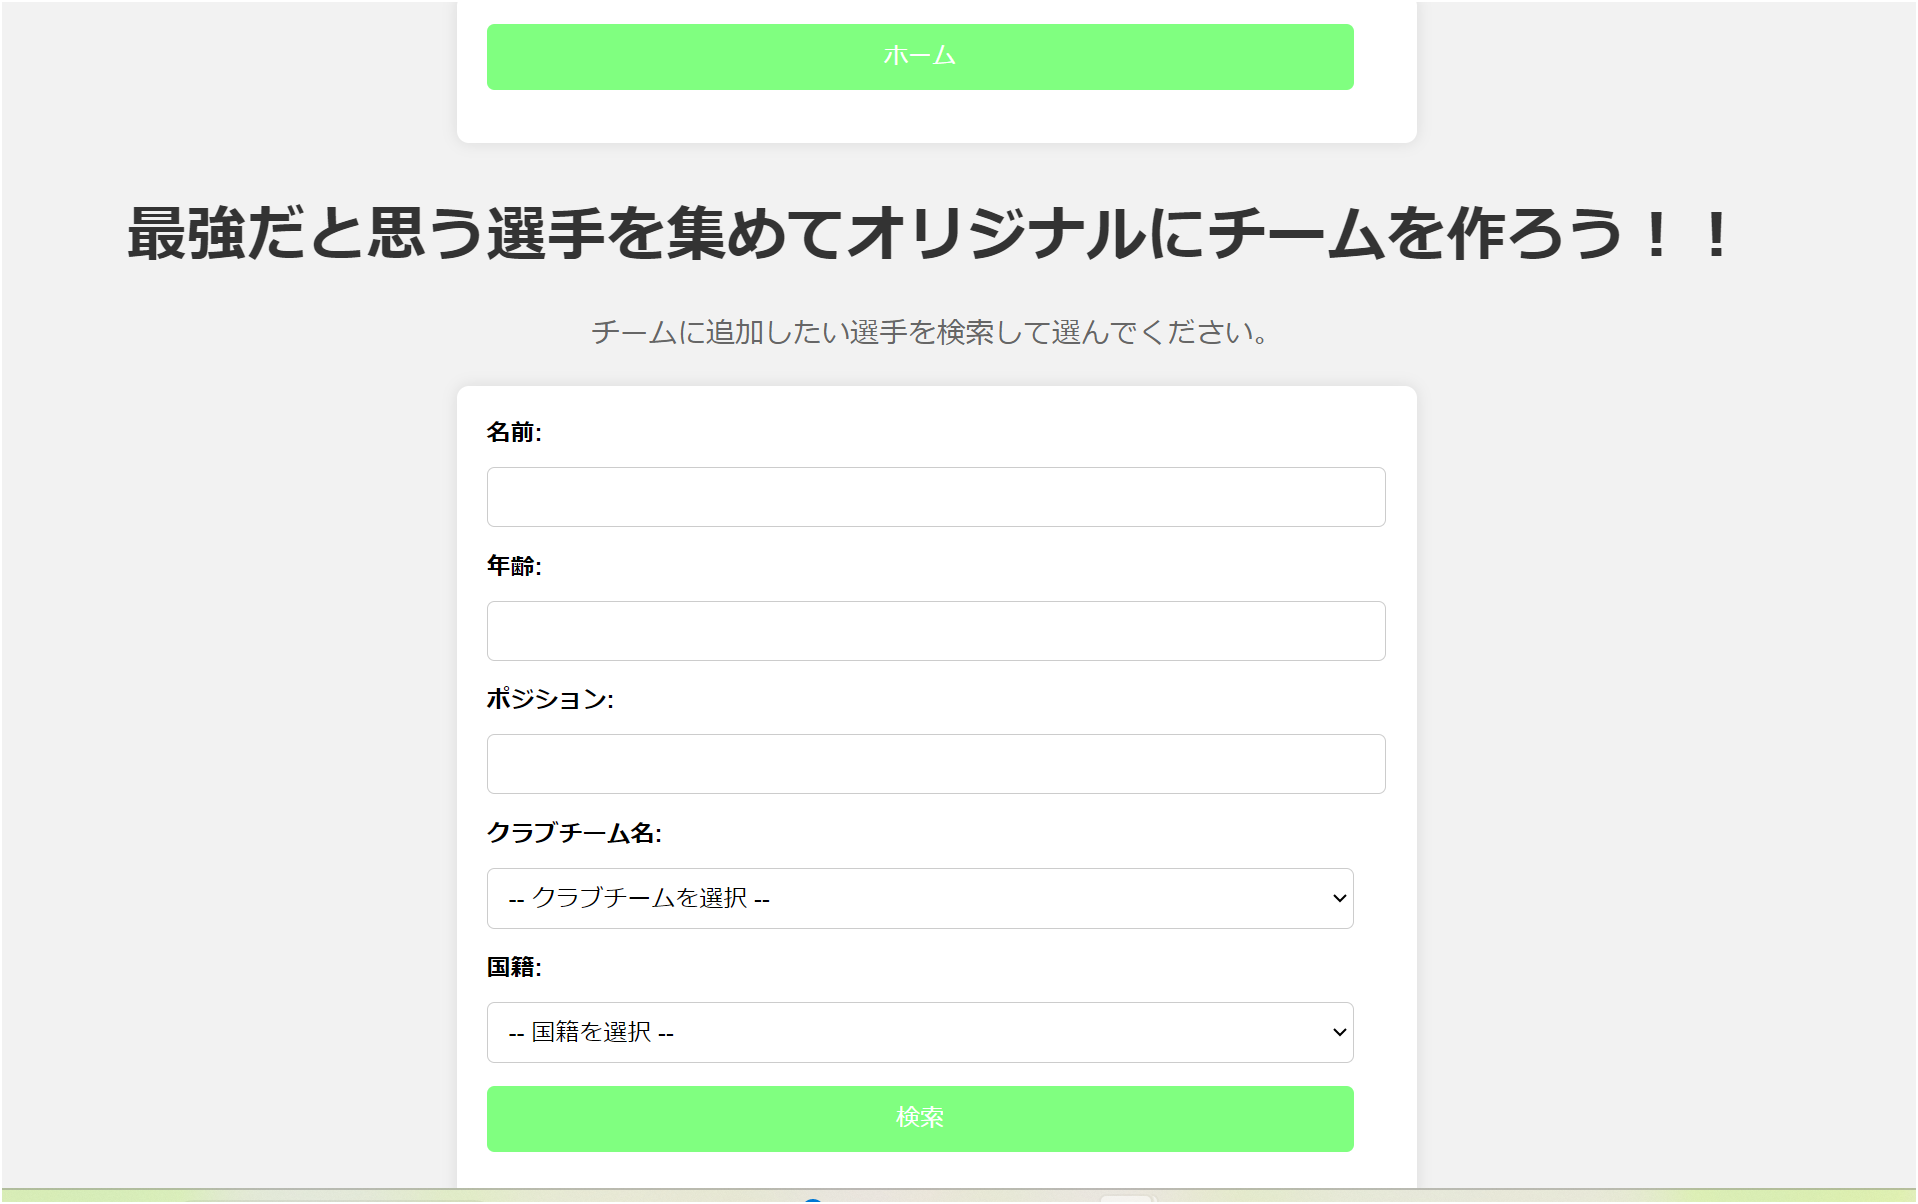 ホーム
最強だと思う選手を集めてオリジナルにチームを作ろう！！
チームに追加したい選手を検索して選んでください。
名前:
年齢:
ポジション:
クラブチーム名:
-- クラブチームを選択 --
国籍:
-- 国籍を選択 --
検索